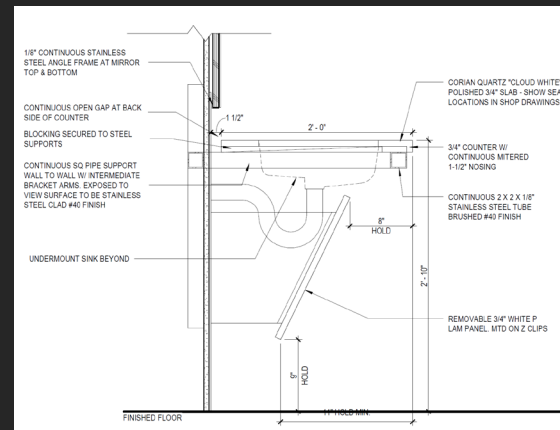 1/8" CONTINUOUS STAINLESS
STEEL ANGLE FRAME AT MIRROR
TOP & BOTTOM
CONTINUOUS OPEN GAP AT BACK
SIDE OF COUNTER
BLOCKING SECURED TO STEEL
SUPPORTS
CONTINUOUS SQ PIPE SUPPORT
WALL TO WALL W/ INTERMEDIATE
BRACKET ARMS. EXPOSED TO
VIEW SURFACE TO BE STAINLESS
STEEL CLAD #40 FINISH
UNDERMOUNT SINK BEYOND
FINISHED FLOOR
1 1/2"
2' - 0"
8"
HOLD
2' - 10"
9"
HOLD
11" HOLD MIN.
CORIAN QUARTZ "CLOUD WHITE"
POLISHED 3/4" SLAB - SHOW SEA
LOCATIONS IN SHOP DRAWINGS
3/4" COUNTER W/
CONTINUOUS MITERED
1-1/2" NOSING
CONTINUOUS 2 X 2 X 1/8"
STAINLESS STEEL TUBE
BRUSHED #40 FINISH
REMOVABLE 3/4" WHITE P
LAM PANEL. MTD ON Z CLIPS